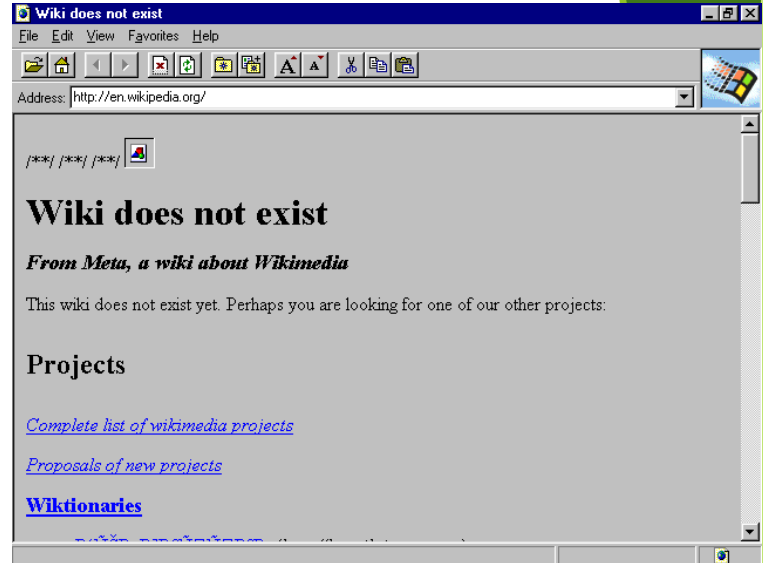 Wiki does not exist
File Edit View Favorites Help
Address: http://en.wikipedia.org/
/**/ /**/ /**/
Wiki does not exist
From Meta, a wiki about Wikimedia
This wiki does not exist yet. Perhaps you are looking for one of our other projects:
Projects
Complete list of wikimedia projects
Proposals of new projects
Wiktionaries